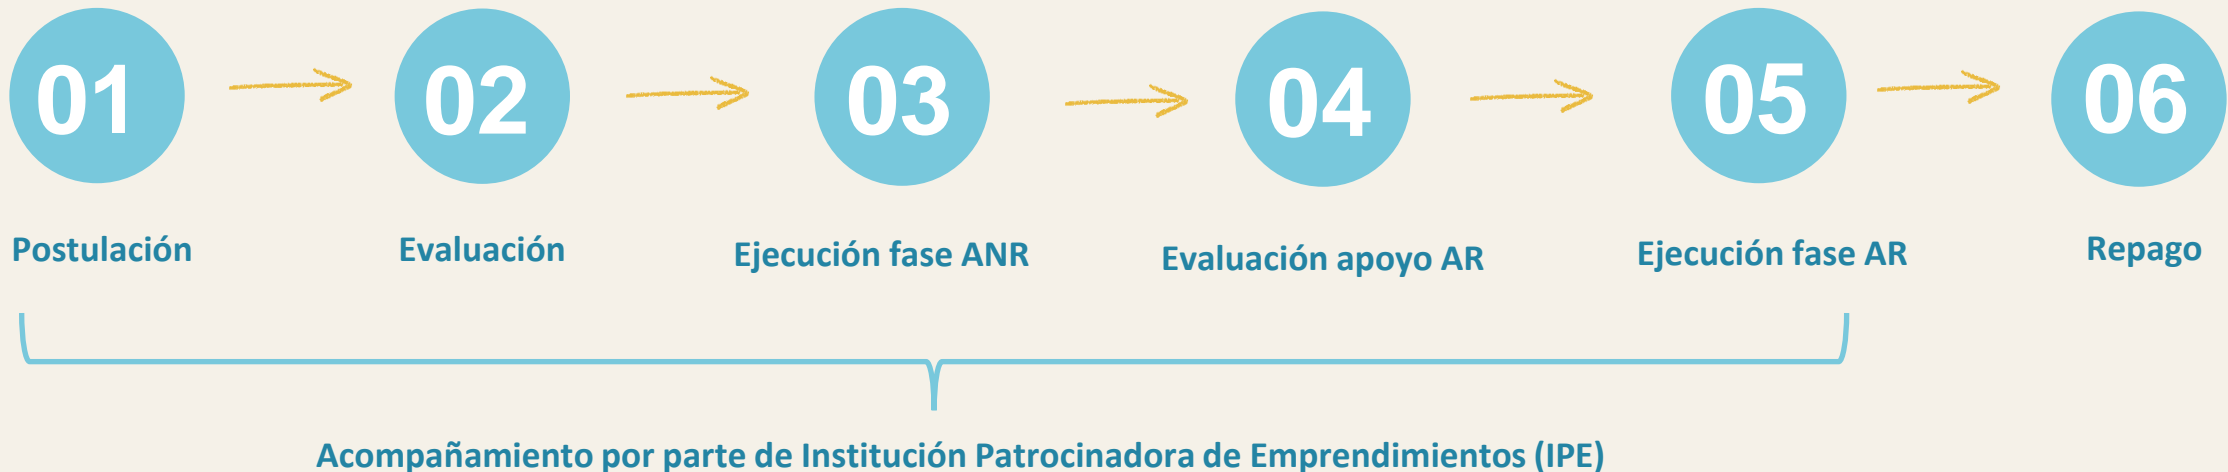 01
02
03
04
05
06
Postulación
Evaluación
Ejecución fase ANR
Evaluación apoyo AR
Ejecución fase AR
Repago
Acompañamiento por parte de Institución Patrocinadora de Emprendimientos (IPE)